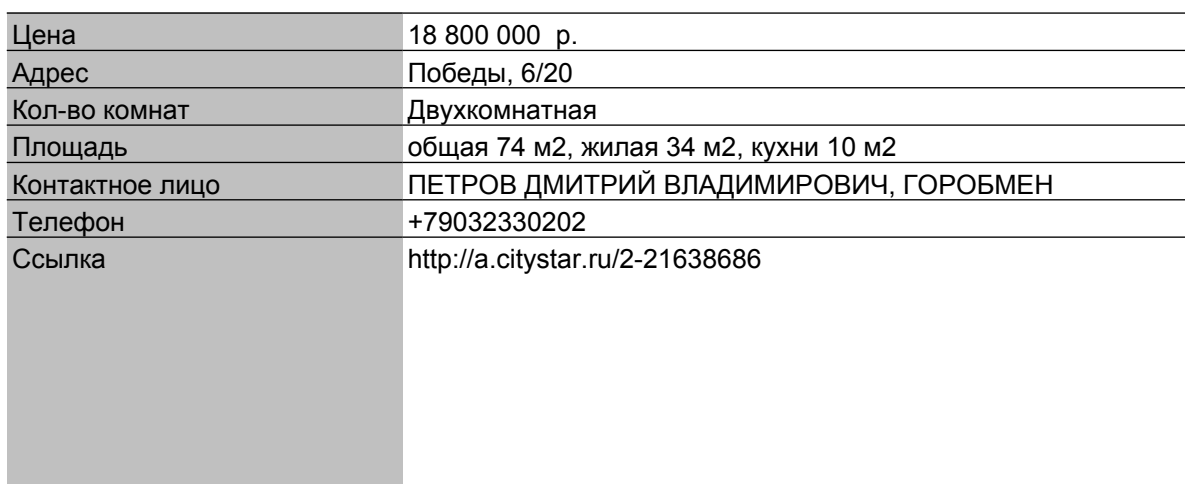 Цена 18 800 000 р.
Адрес Победы, 6/20
Кол-во комнат Двухкомнатная
Площадь общая 74 м2, жилая 34 м2, кухни 10 м2
Контактное лицо ПЕТРОВ ДМИТРИЙ ВЛАДИМИРОВИЧ, ГОРОБМЕН
Телефон +79032330202
Ссылка http://a.citystar.ru/2-21638686